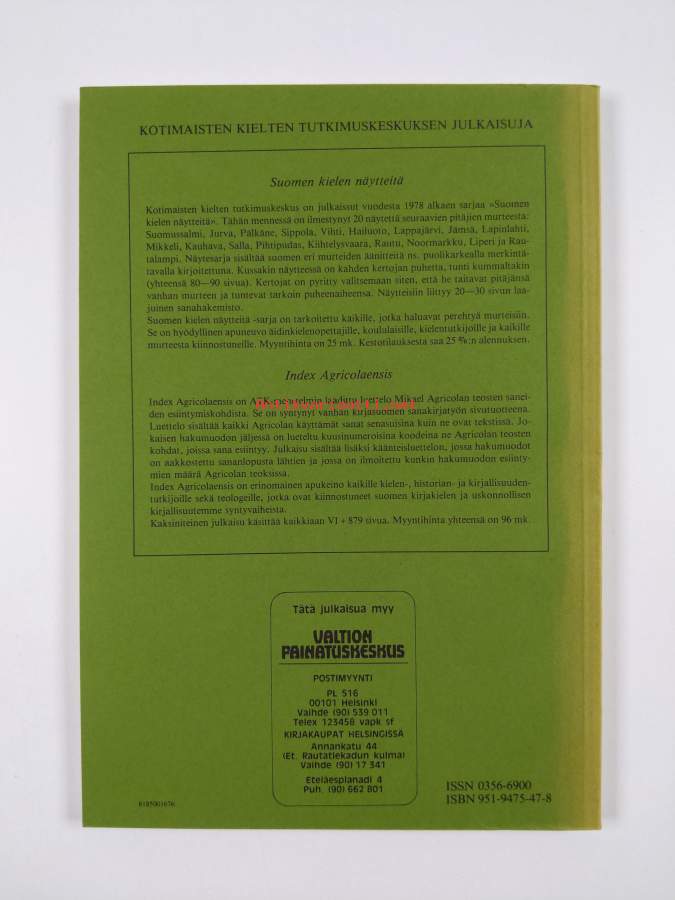 KOTIMAISTEN KIELTEN TUTKIMUSKESKUKSEN JULKAISUJA
Suomen kielen näytteitä
Kotimaisten kielten tutkimuskeskus on julkaissut vuodesta 1978 alkaen sarjaa »Suomen
kielen näytteitä». Tähän mennessä on ilmestynyt 20 näytettä seuraavien pitäjien murteesta:
Suomussalmi, Jurva, Pälkäne, Sippola, Vihti, Hailuoto, Lappajärvi, Jämsä, Lapinlahti,
Mikkeli, Kauhava, Salla, Pihtipudas, Kiihtelysvaara, Rautu, Noormarkku, Liperi ja Rau-
talampi. Näytesarja sisältää suomen eri murteiden äänitteitä ns. puolikarkealla merkintä-
tavalla kirjoitettuna. Kussakin näytteessä on kahden kertojan puhetta, tunti kummaltakin
(yhteensä 80—90 sivua). Kertojat on pyritty valitsemaan siten, että he taitavat pitäjänsä
vanhan murteen ja tuntevat tarkoin puheenaiheensa. Näytteisiin liittyy 20—30 sivun laa-
juinen sanahakemisto.
Suomen kielen näytteitä -sarja on tarkoitettu kaikille, jotka haluavat perehtyä murteisiin.
Se on hyödyllinen apuneuvo äidinkielenopettajille, koululaisille, kielentutkijoille ja kaikille
murteesta kiinnostuneille. Myyntihinta on 25 mk. Kestotilauksesta saa 25 %:n alennuksen.
Index Agricolaensis
Index Agricolaensis on laadittu luettelo Mikael Agricolan teosten sanei-
den esiintymiskohdista. Se on syntynyt vanhan kirjasuomen sanakirjatyön sivutuotteena.
Luettelo sisältää kaikki Agricolan käyttämät sanat senasuisina kuin ne ovat tekstissä. Jo-
kaisen hakumuodon jäljessä on lueteltu kuusinumeroisina koodeina ne Agricolan teosten
kohdat, joissa sana esiintyy. Julkaisu sisältää lisäksi käänteisluettelon, jossa hakumuodot
on aakkostettu sananlopusta lähtien ja jossa on ilmoitettu kunkin hakumuodon esiinty-
mien määrä Agricolan teoksissa.
Index Agricolaensis on erinomainen apukeino kaikille kielen-, historian- ja kirjallisuuden-
tutkijoille sekä teologeille, jotka ovat kiinnostuneet suomen kirjakielen ja uskonnollisen
kirjallisuutemme syntyvaiheista.
Kaksiniteinen julkaisu käsittää kaikkiaan VI + 879 sivua. Myyntihinta yhteensä on 96 mk.
Tätä julkaisua myy
VALTION
PAINATUSKESKUS
POSTIMYYNTI
PL 516
00101 Helsinki
Vaihde (90) 539 011
Telex 123458 vapk sf
KIRJAKAUPAT HELSINGISSÄ
Annankatu 44
(Et. Rautatiekadun kulma)
Vaihde (90) 17 341
Eteläesplanadi 4
Puh. (90) 662 801
ISSN 0356-6900
ISBN 951-9475-47-8
8185001676